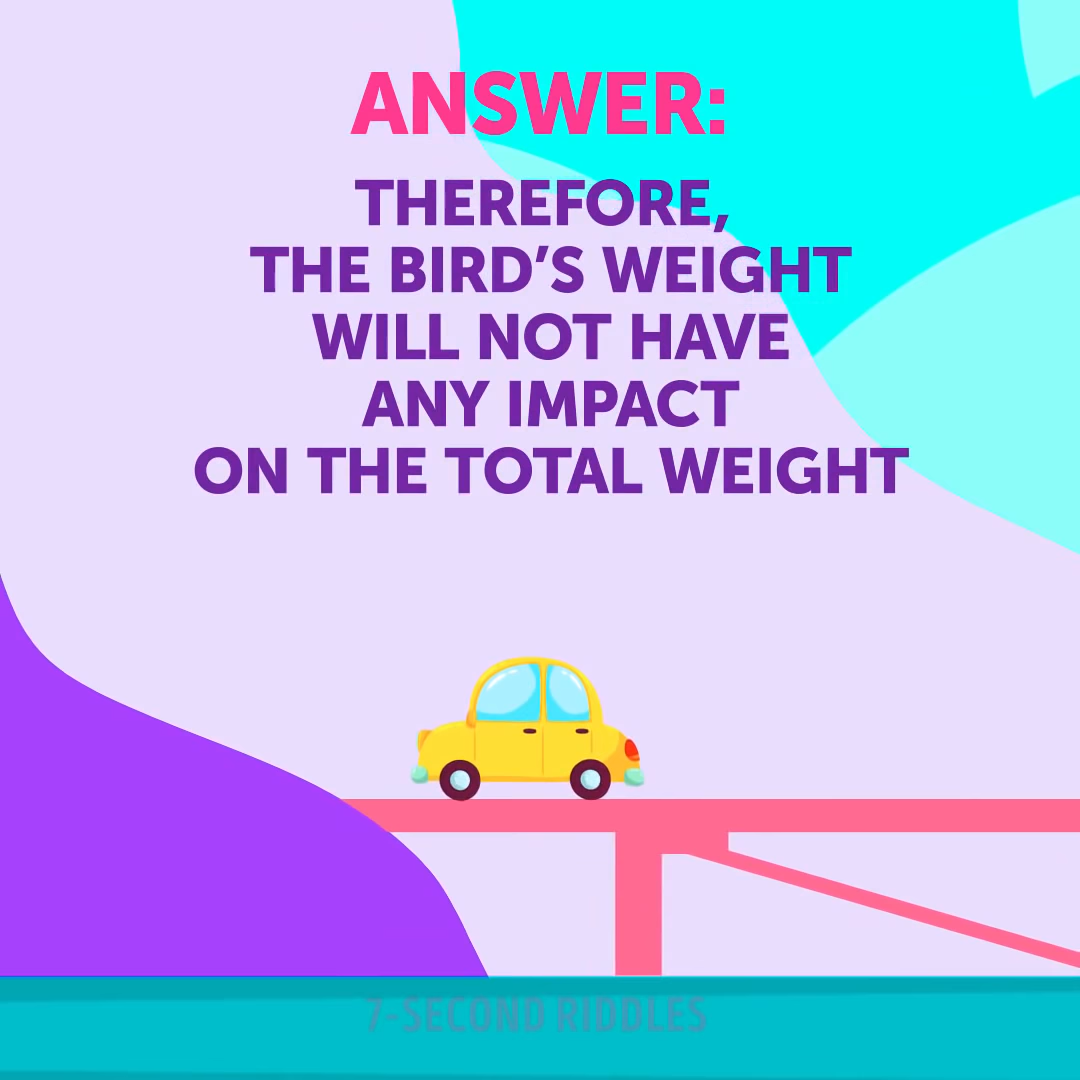 ANSWER:
THEREFORE,
THE BIRD’S WEIGHT
WILL NOT HAVE
ANY IMPACT
ON THE TOTAL WEIGHT
7-SECOND RIDDLES